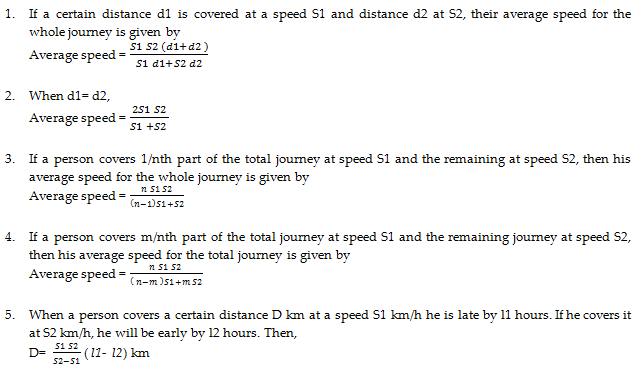 1. If a certain distance d1 is covered at a speed S1 and distance d2 at S2, their average speed for the
whole journey is given by
Average speed = S1 S2 (d1+d2) / S1 d1+S2 d2
2. When d1= d2,
Average speed = 2S1 S2 / S1 +S2
3. If a person covers 1/nth part of the total journey at speed S1 and the remaining at speed S2, then his
average speed for the whole journey is given by
Average speed = n S1 S2 / (n-1)S1+S2
4. If a person covers m/nth part of the total journey at speed S1 and the remaining journey at speed S2,
then his average speed for the total journey is given by
Average speed = n S1 S2 / (n-m)S1+m S2
5. When a person covers a certain distance D km at a speed S1 km/h he is late by l1 hours. If he covers it
at S2 km/h, he will be early by l2 hours. Then,
D= S1 S2 / S2-S1 (l1- l2) km